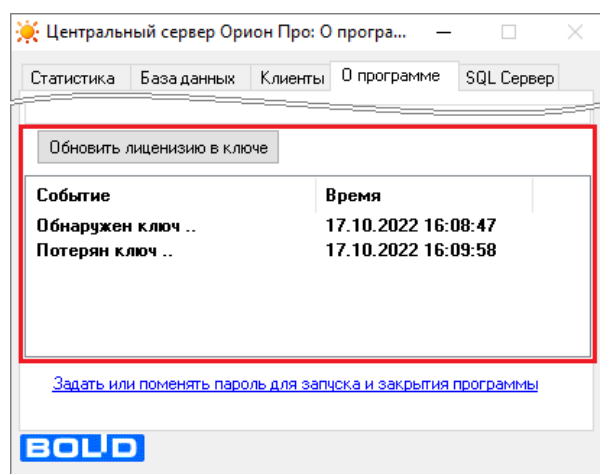 Центральный сервер Орион Про: О програ...
Статистика База данных Клиенты О программе SQL Сервер
Обновить лиценизию в ключе
Событие Время
Обнаружен ключ .. 17.10.2022 16:08:47
Потерян ключ .. 17.10.2022 16:09:58
Задать или поменять пароль для запуска и закрытия программы
BOLID